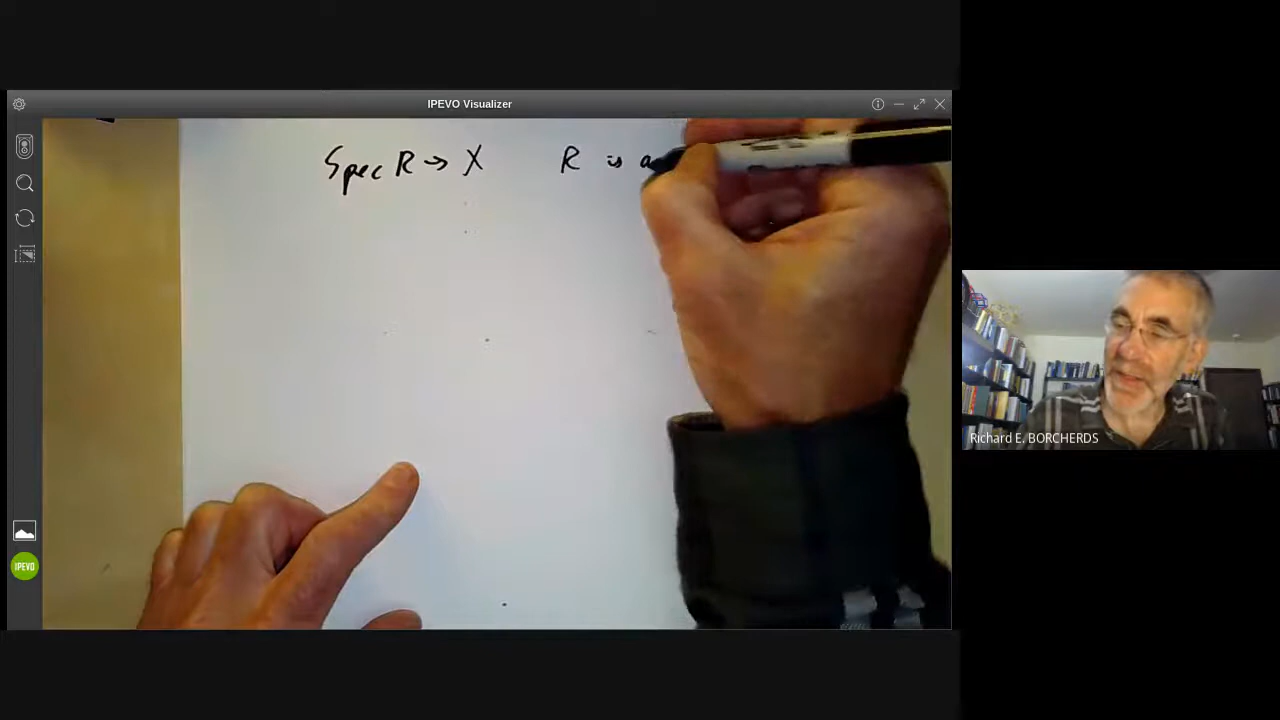 IPEVO Visualizer
Spec R → X R is a
IPEVO
Richard E. BORCHERDS